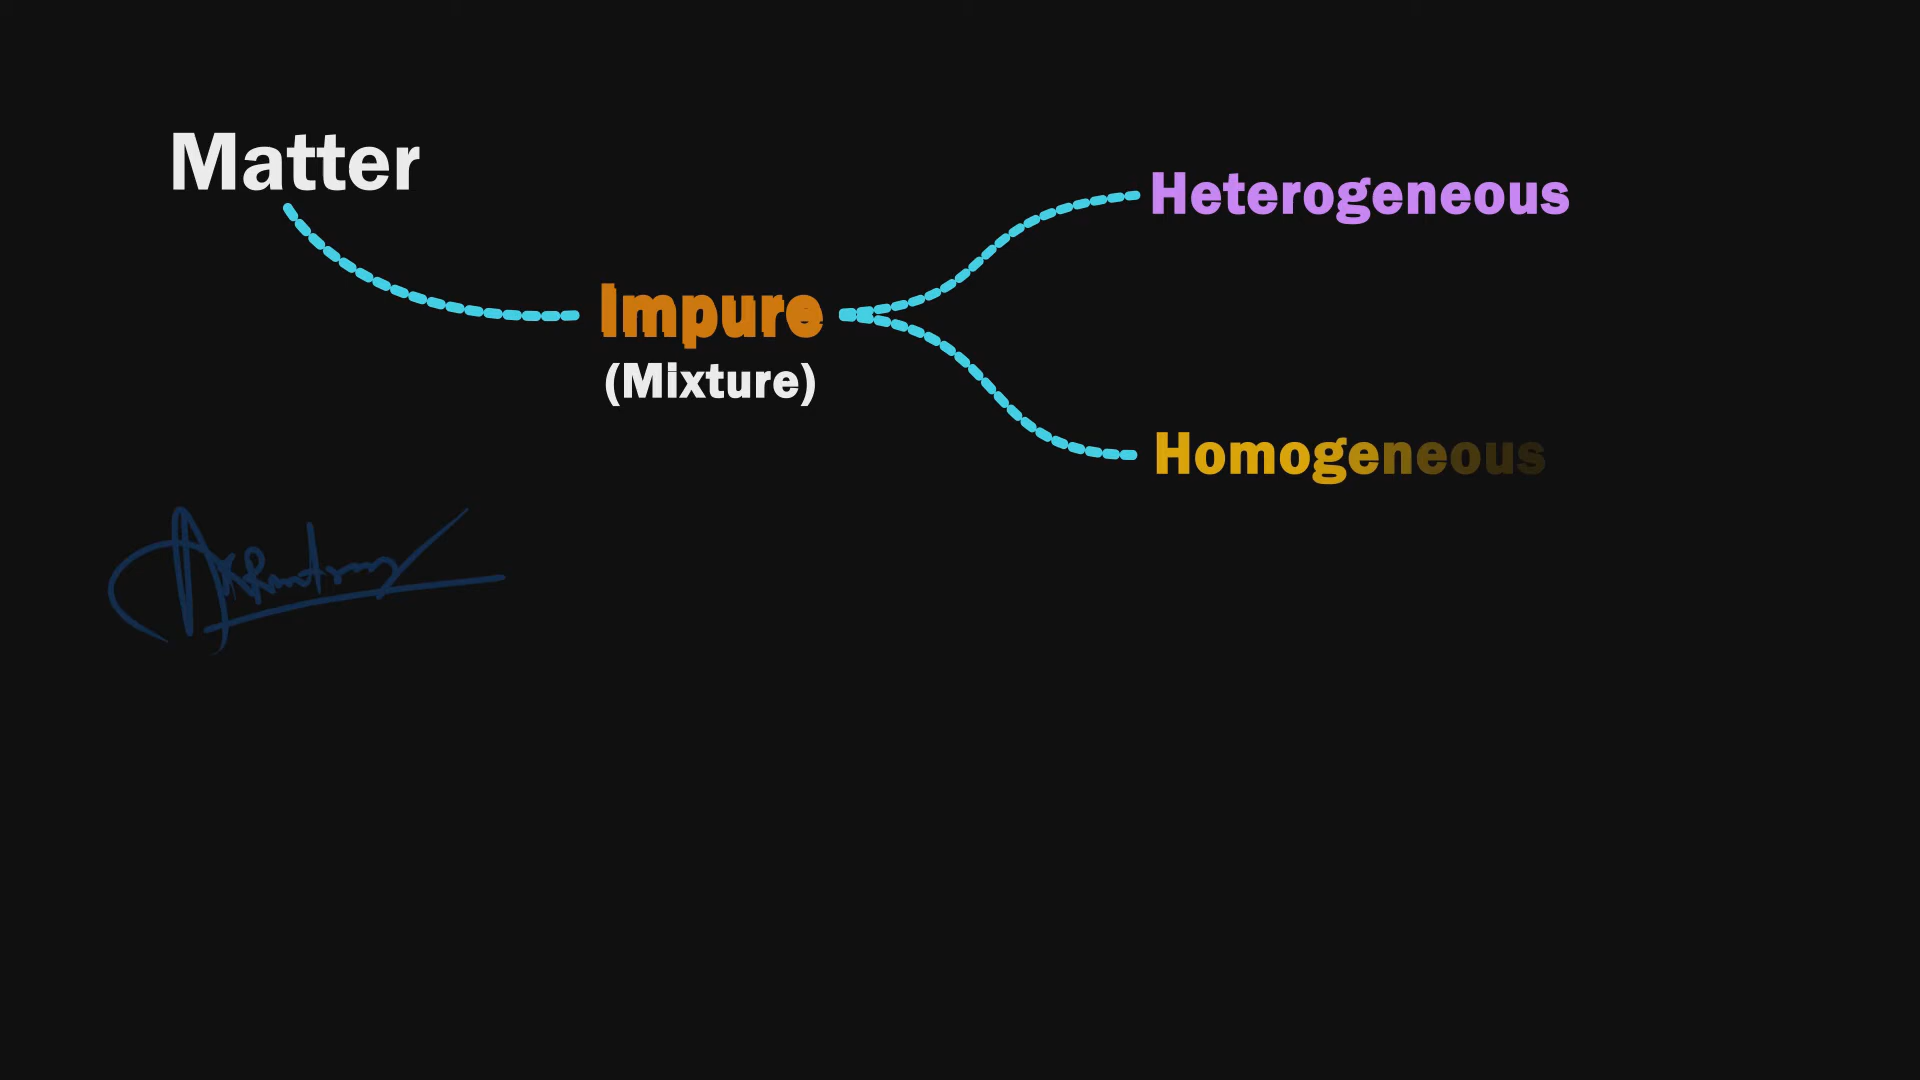 Matter
Impure
(Mixture)
Heterogeneous
Homogeneous